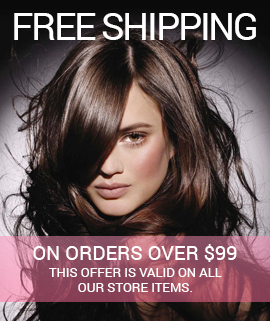 FREE SHIPPING
ON ORDERS OVER $99
THIS OFFER IS VALID ON ALL
OUR STORE ITEMS.